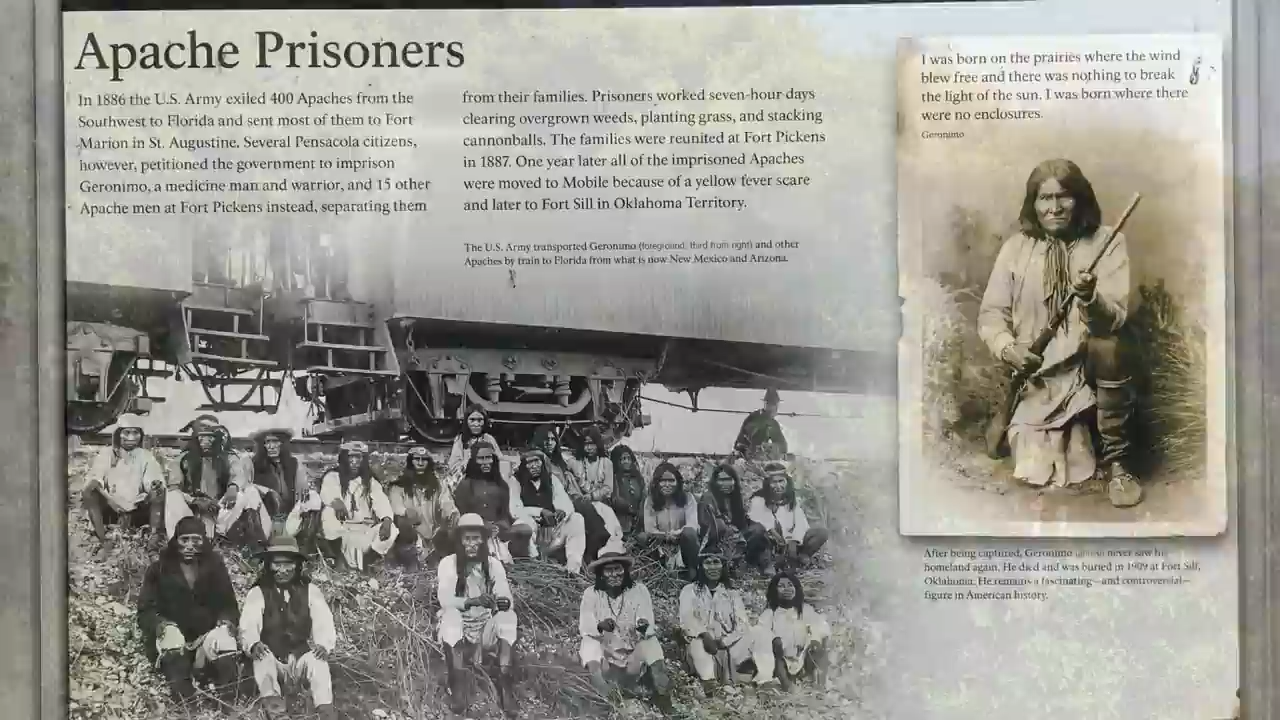 Apache Prisoners
In 1886 the U.S. Army exiled 400 Apaches from the
Southwest to Florida and sent most of them to Fort
Marion in St. Augustine. Several Pensacola citizens,
however, petitioned the government to imprison
Geronimo, a medicine man and warrior, and 15 other
Apache men at Fort Pickens instead, separating them
from their families. Prisoners worked seven-hour days
clearing overgrown weeds, planting grass, and stacking
cannonballs. The families were reunited at Fort Pickens
in 1887. One year later all of the imprisoned Apaches
were moved to Mobile because of a yellow fever scare
and later to Fort Sill in Oklahoma Territory.
The U.S. Army transported Geronimo (foreground, third from right) and other
Apaches by train to Florida from what is now New Mexico and Arizona.
I was born on the prairies where the wind
blew free and there was nothing to break
the light of the sun. I was born where there
were no enclosures.
Geronimo
After being captured, Geronimo never saw his
homeland again. He died and was buried in 1909 at Fort Sill,
Oklahoma. He remains a fascinating—and controversial—
figure in American history.